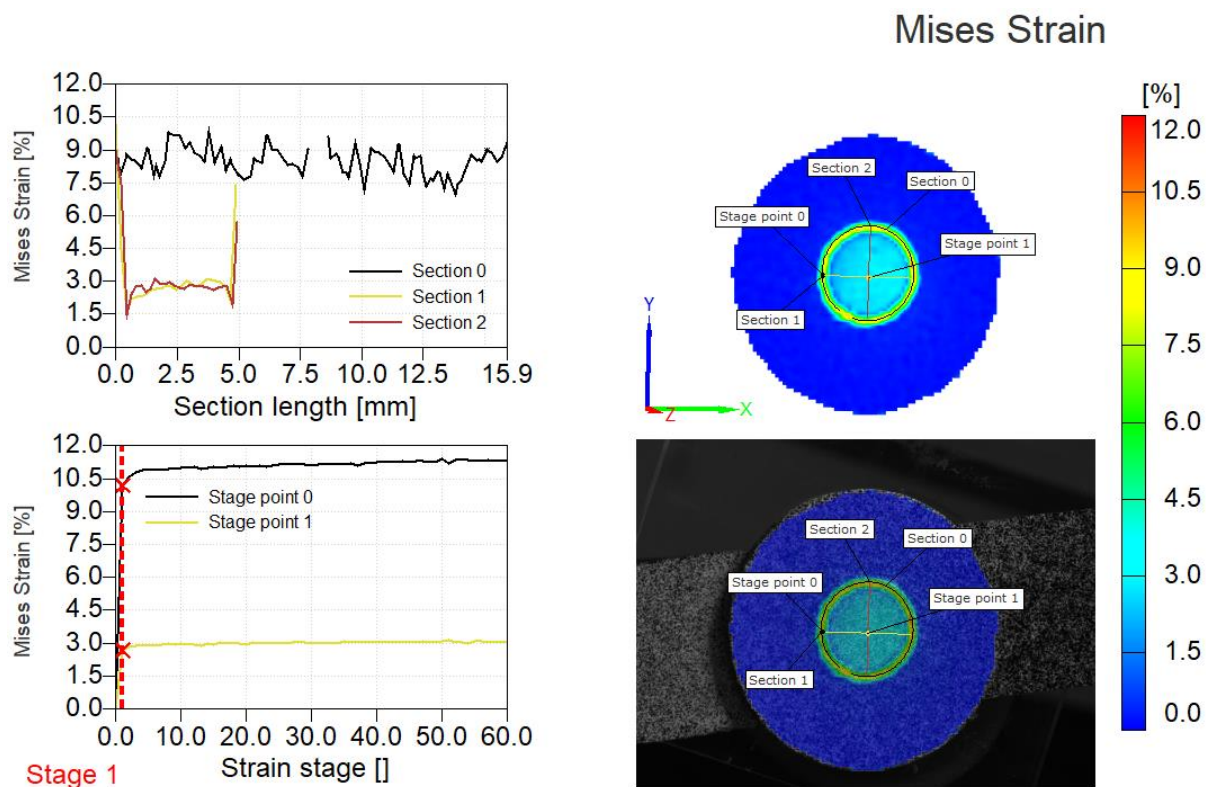 Mises Strain
Mises Strain [%]
12.0
10.5
9.0
7.5
6.0
4.5
3.0
1.5
0.0
0.0 2.5 5.0 7.5 10.0 12.5 15.9
Section length [mm]
Section 0
Section 1
Section 2
Section 2
Section 0
Stage point 0
Stage point 1
Section 1
Y
X
Z
[%]
12.0
10.5
9.0
7.5
6.0
4.5
3.0
1.5
0.0
Mises Strain [%]
12.0
10.5
9.0
7.5
6.0
4.5
3.0
1.5
0.0
0.0 10.0 20.0 30.0 40.0 50.0 60.0
Strain stage []
Stage point 0
Stage point 1
Stage 1
Section 2
Section 0
Stage point 0
Stage point 1
Section 1